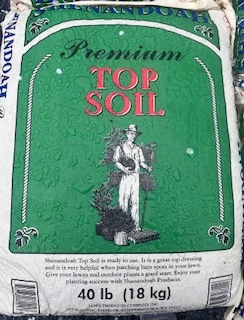 SHENANDOAH
SHENANDOAH
Premium
TOP
SOIL
Shenandoah Top Soil is ready to use. It is a great top dressing
and it is very helpful when patching bare spots in your lawn.
Give your lawns and outdoor plants a good start. Enjoy your
planting success with Shenandoah Products.
40 lb (18 kg)